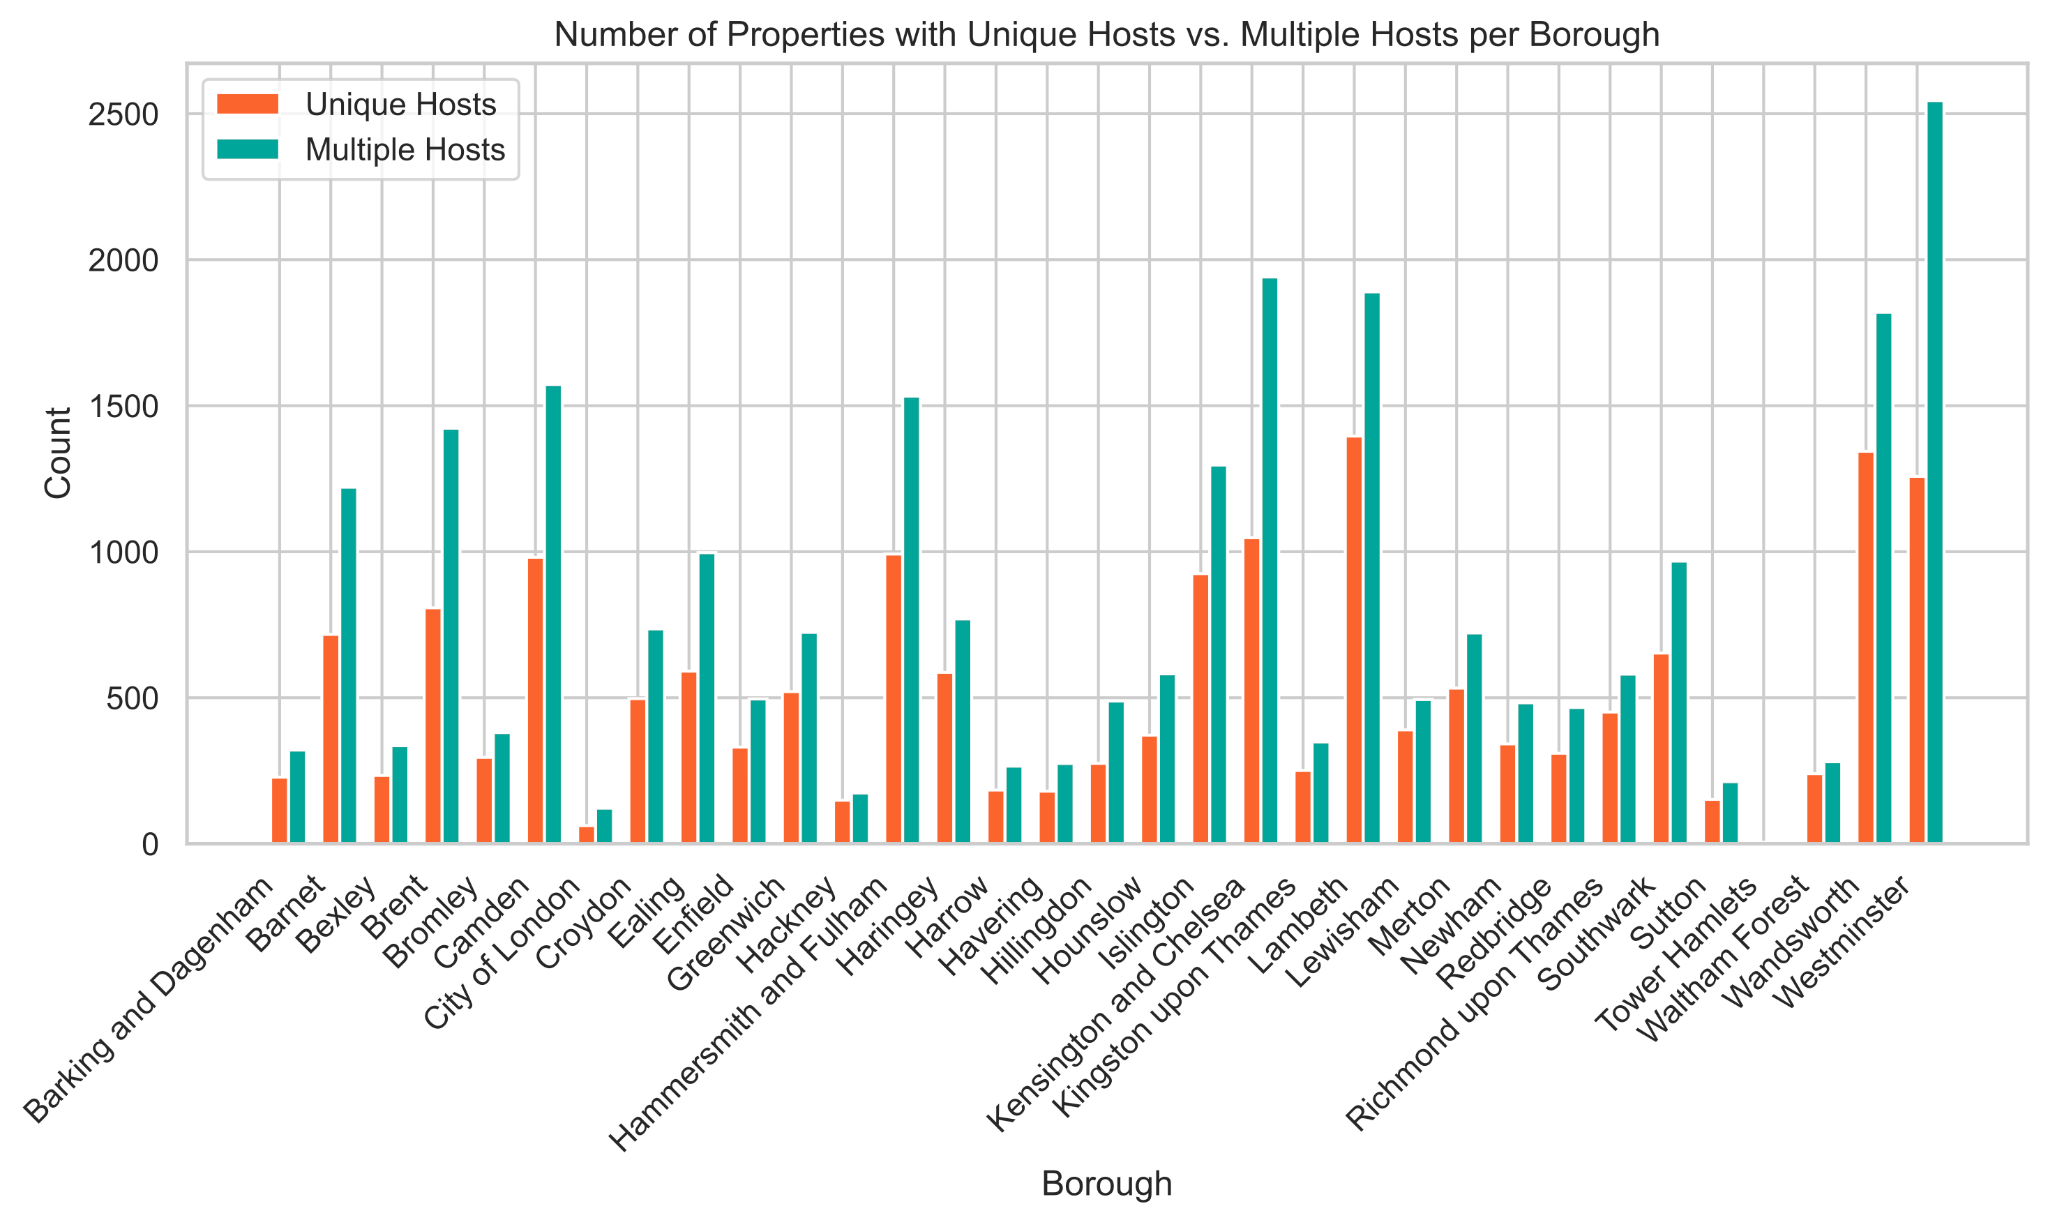 Number of Properties with Unique Hosts vs. Multiple Hosts per Borough
Unique Hosts
Multiple Hosts
2500
2000
1500
1000
500
0
Count
Barking and Dagenham
Barnet
Bexley
Brent
Bromley
Camden
City of London
Croydon
Ealing
Enfield
Greenwich
Hackney
Hammersmith and Fulham
Haringey
Harrow
Havering
Hillingdon
Hounslow
Islington
Kensington and Chelsea
Kingston upon Thames
Lambeth
Lewisham
Merton
Newham
Redbridge
Richmond upon Thames
Southwark
Sutton
Tower Hamlets
Waltham Forest
Wandsworth
Westminster
Borough